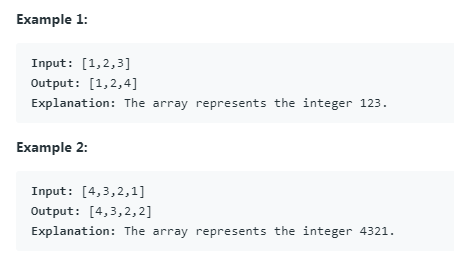 Example 1:
Input: [1,2,3]
Output: [1,2,4]
Explanation: The array represents the integer 123.
Example 2:
Input: [4,3,2,1]
Output: [4,3,2,2]
Explanation: The array represents the integer 4321.